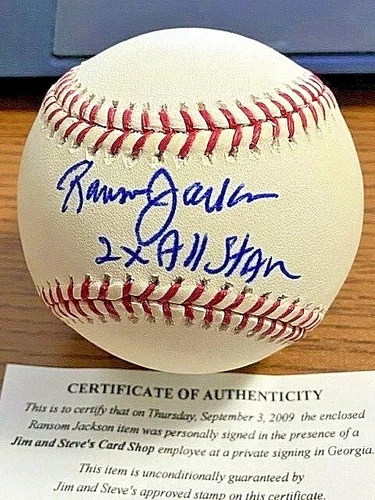 Ransom Jackson
2x All Star
CERTIFICATE OF AUTHENTICITY
This is to certify that on Thursday, September 3, 2009 the enclosed
Ransom Jackson item was personally signed in the presence of a
Jim and Steve's Card Shop employee at a private signing in Georgia.
This item is unconditionally guaranteed by
Jim and Steve's approved stamp on this certificate.